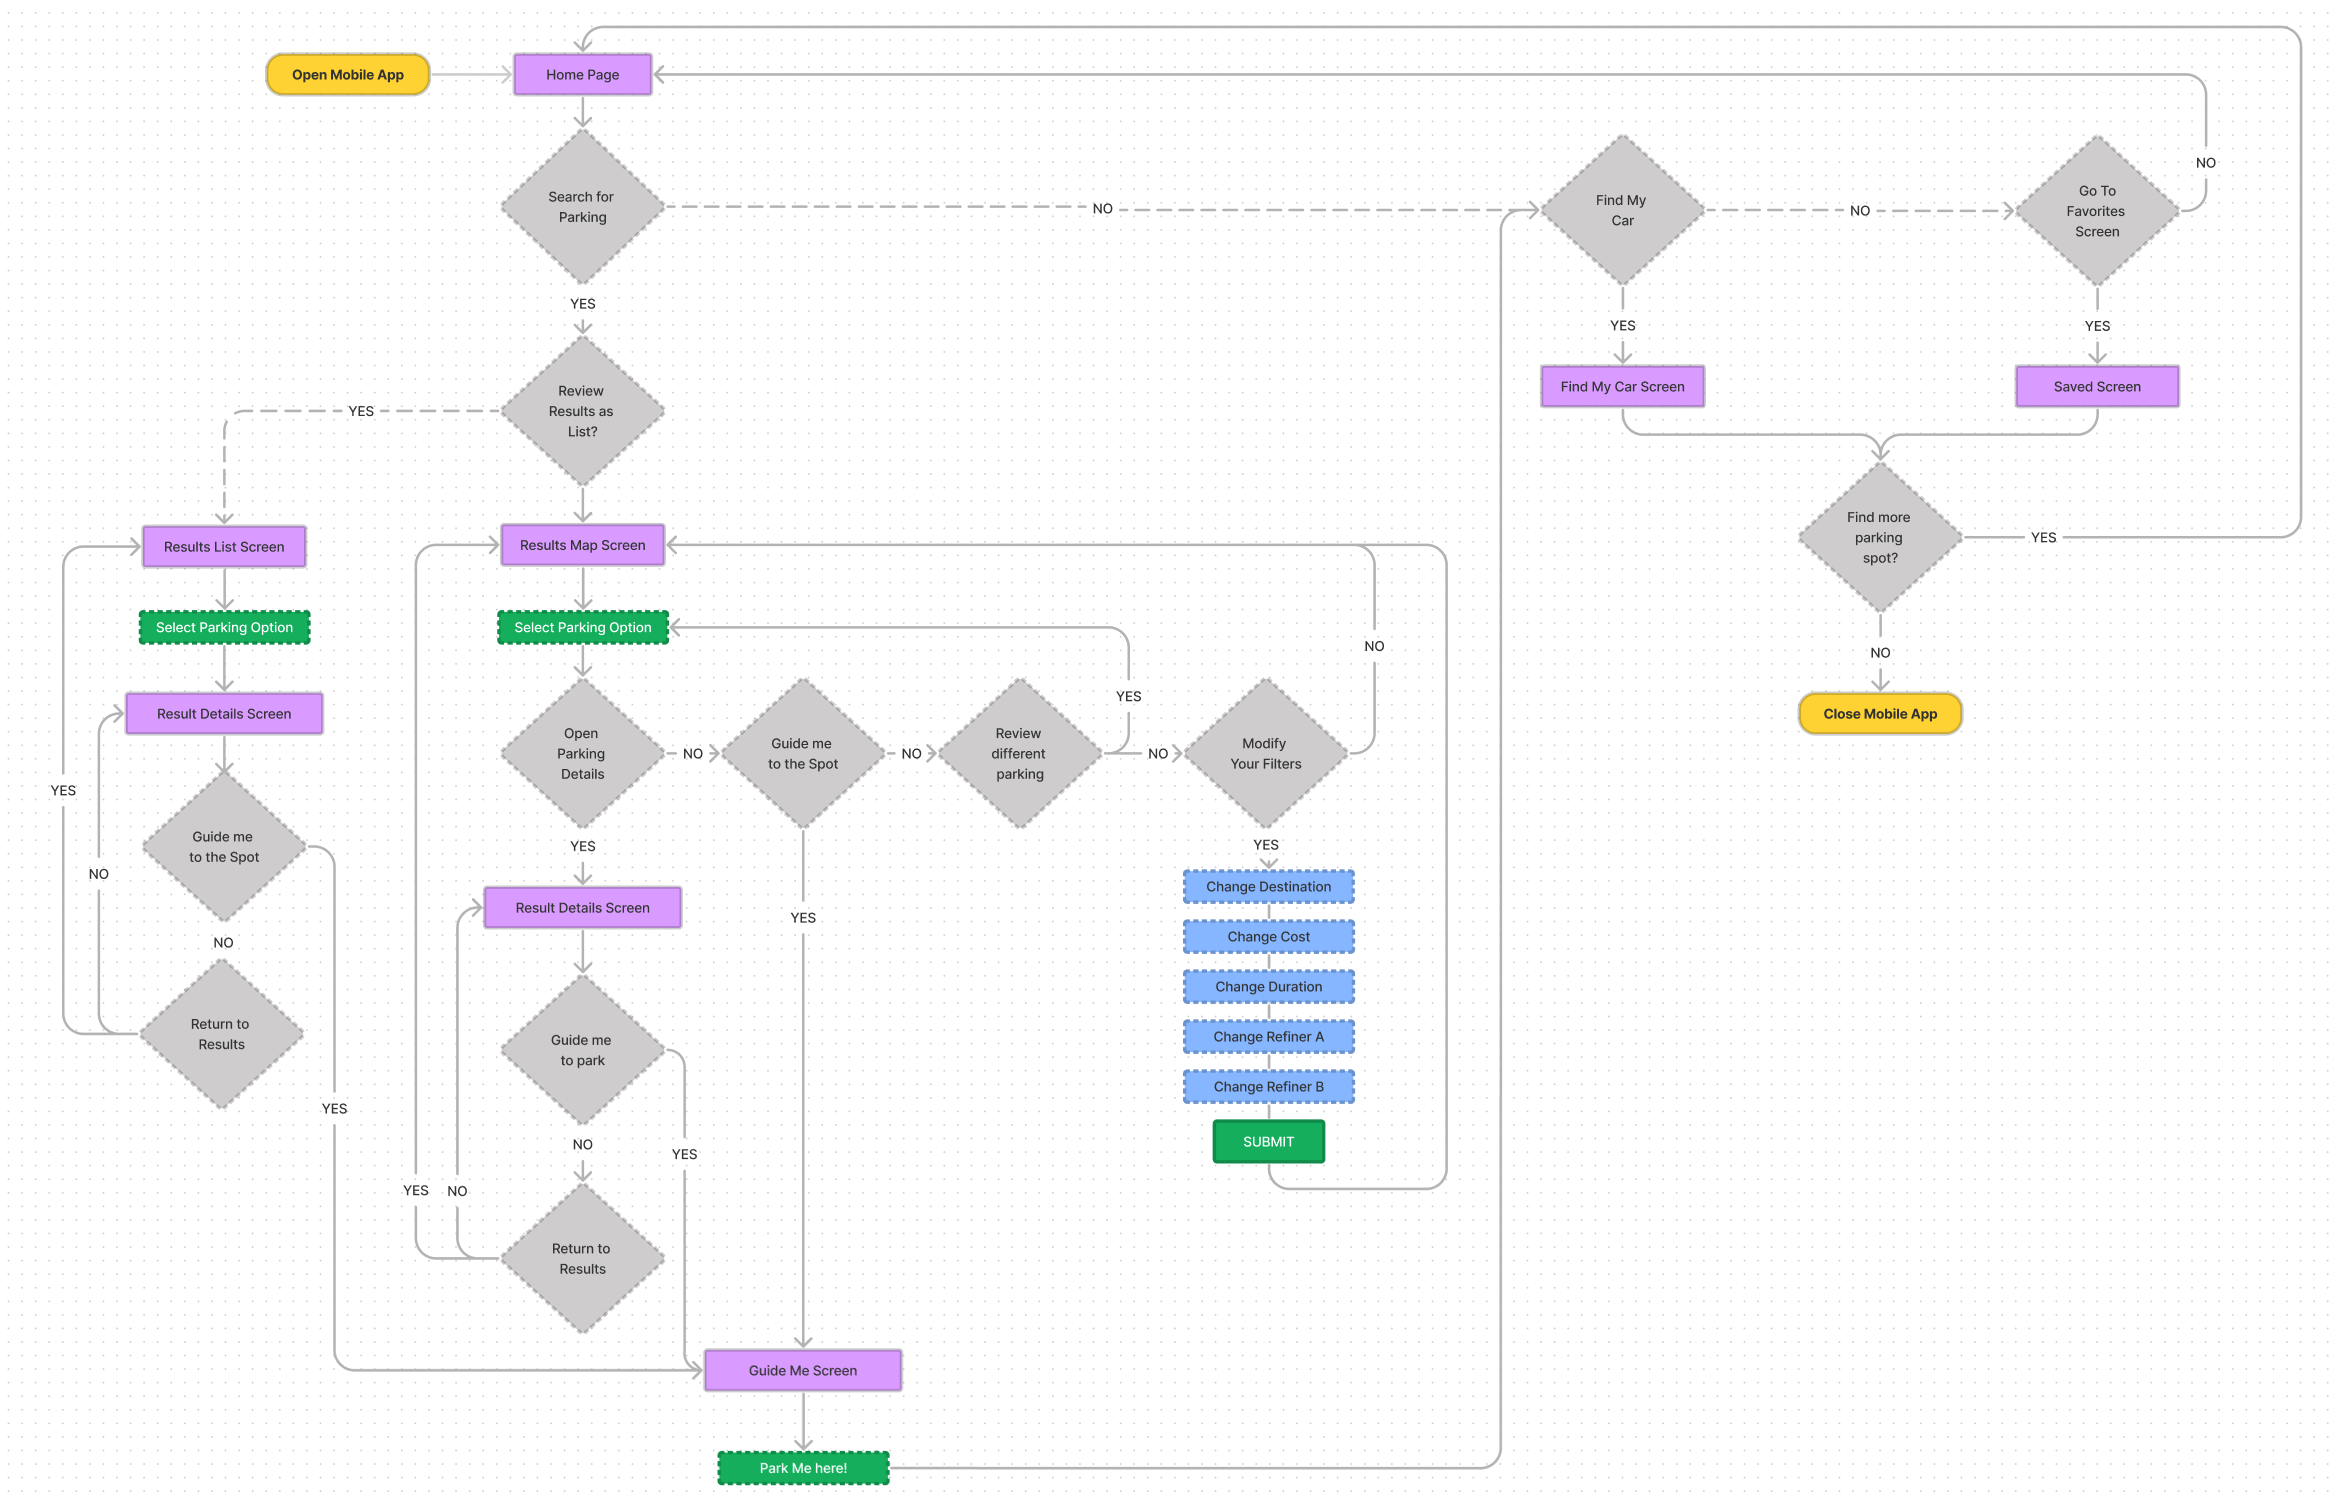 Open Mobile App
Home Page
NO
Search for
Parking
NO
Find My
Car
NO
Go To
Favorites
Screen
YES
YES
YES
Review
Results as
List?
YES
Find My Car Screen
Saved Screen
Results List Screen
Results Map Screen
Find more
parking
spot?
YES
Select Parking Option
Select Parking Option
NO
NO
YES
Result Details Screen
Close Mobile App
Open
Parking
Details
NO
Guide me
to the Spot
NO
Review
different
parking
NO
Modify
Your Filters
YES
Guide me
to the Spot
NO
YES
YES
Change Destination
Result Details Screen
YES
Change Cost
NO
Change Duration
Return to
Results
Guide me
to park
Change Refiner A
Change Refiner B
YES
NO
YES
SUBMIT
YES
NO
Return to
Results
Guide Me Screen
Park Me here!